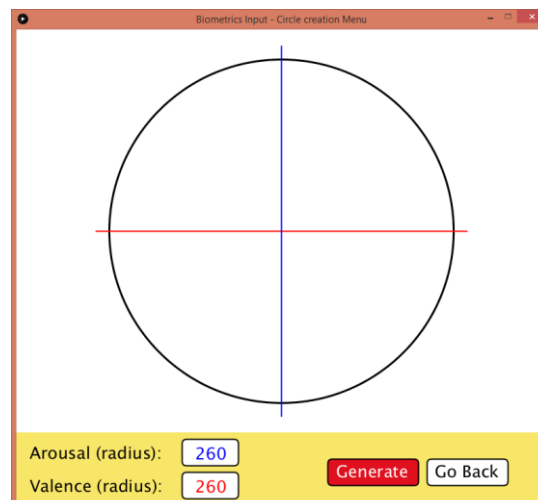 Biometrics Input - Circle creation Menu
Arousal (radius): 260
Valence (radius): 260
Generate Go Back